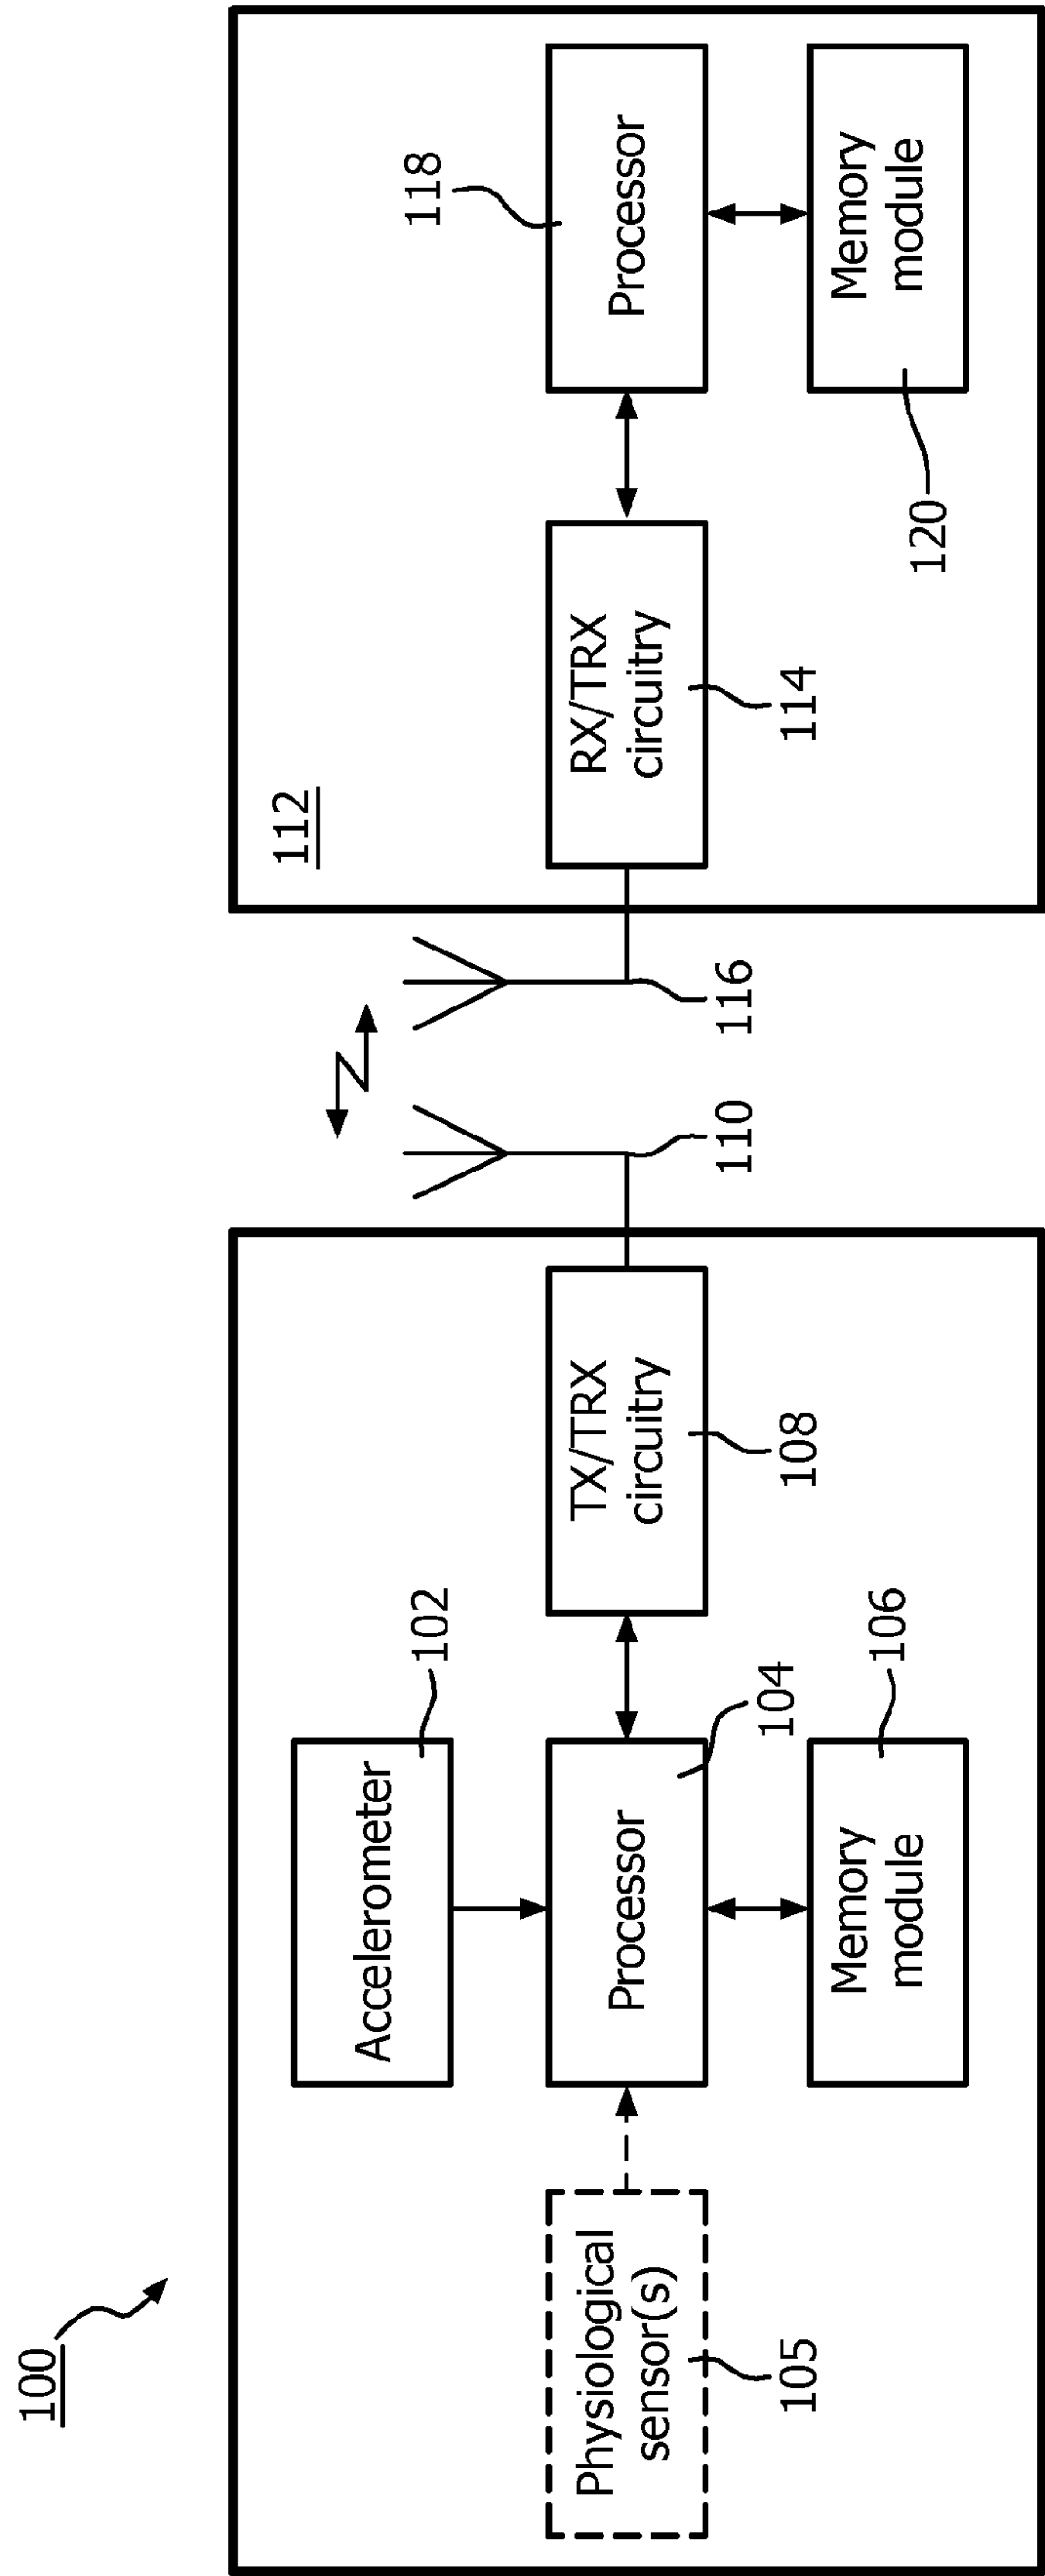 100
Accelerometer
102
Physiological
sensor(s)
105
Processor
104
Memory
module
106
TX/TRX
circuitry
108
110
116
112
RX/TRX
circuitry
114
Processor
118
Memory
module
120